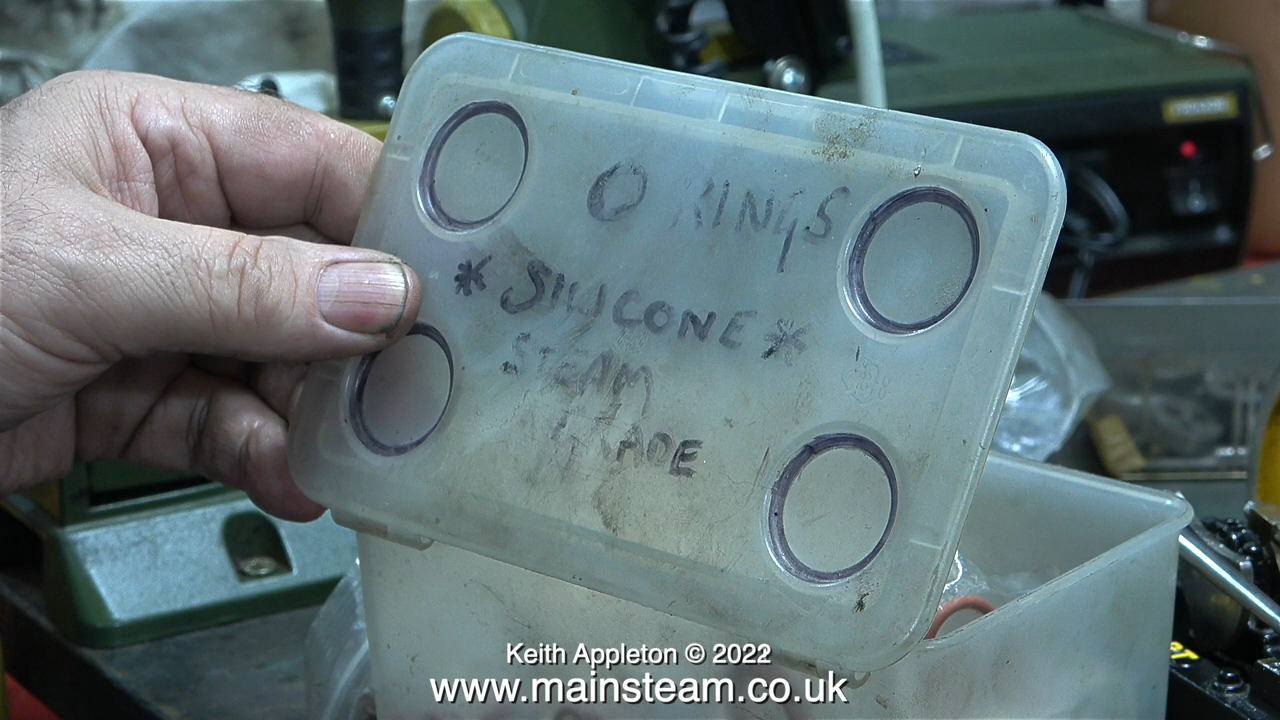 O RINGS
* SILICONE *
STEAM
GRADE
Keith Appleton © 2022
www.mainsteam.co.uk